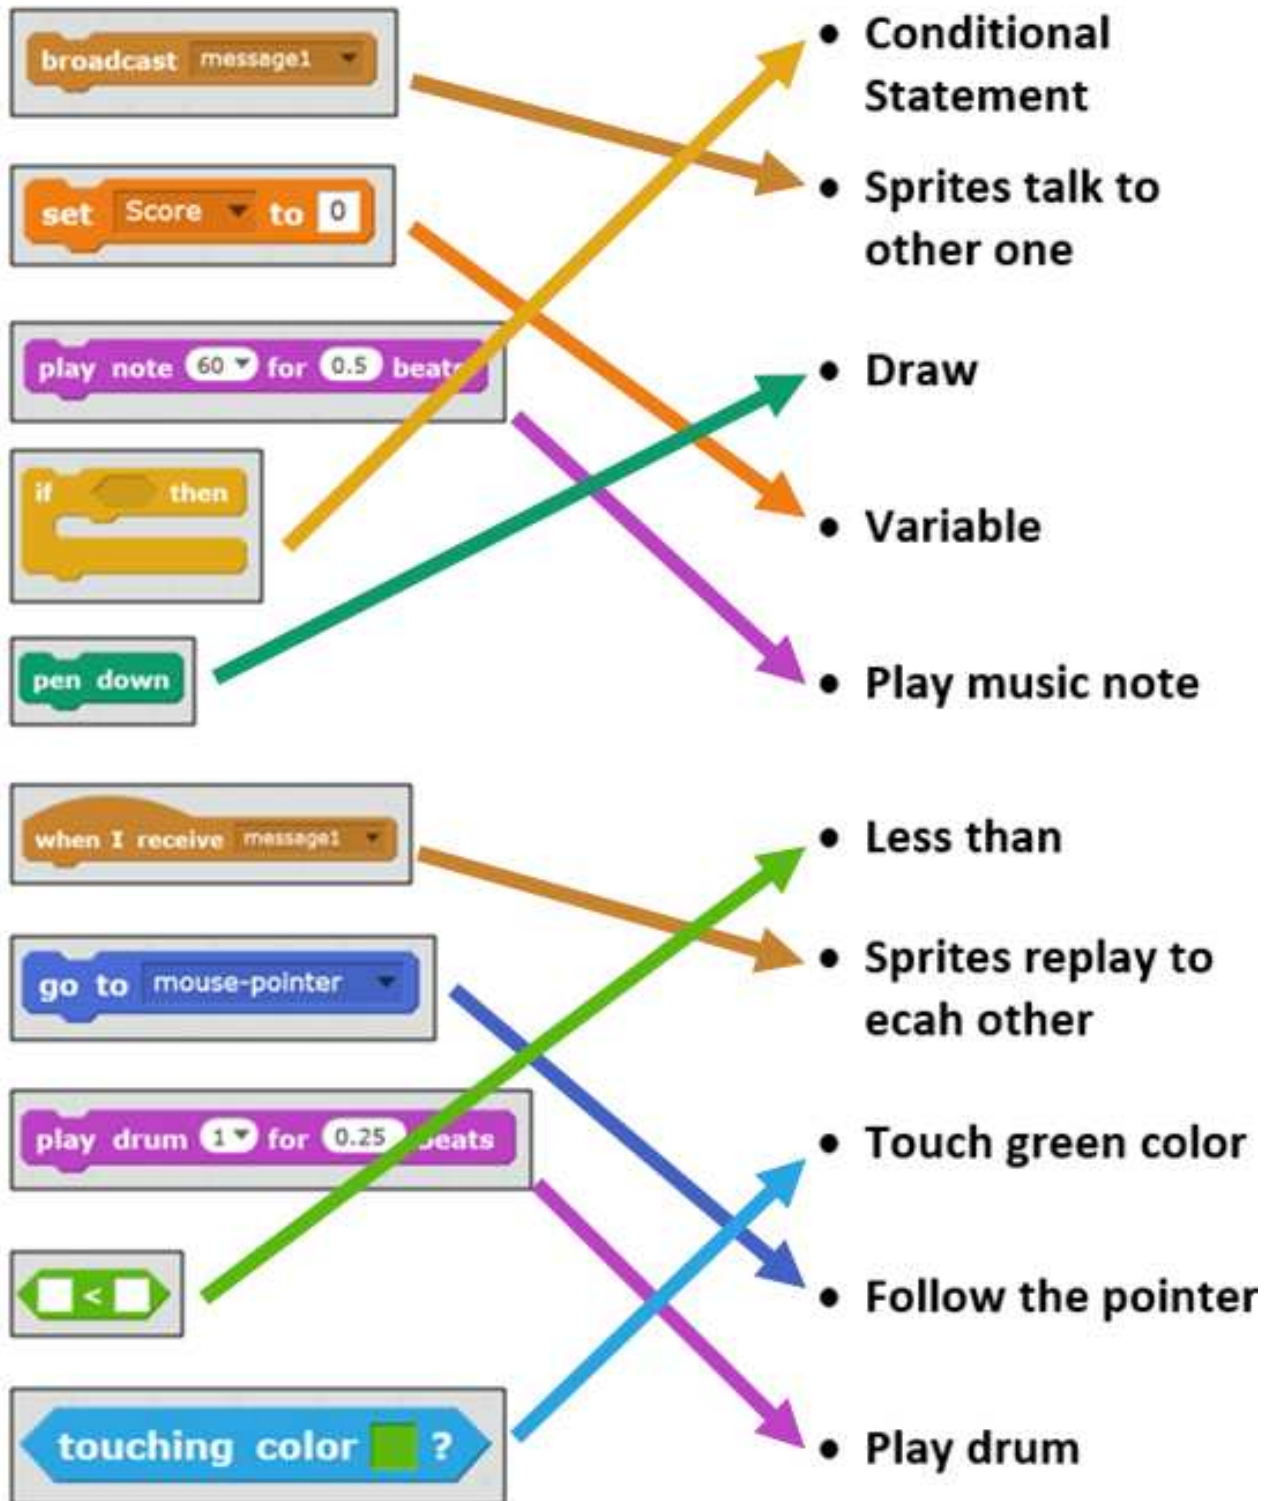 broadcast message1
set Score to 0
play note 60 for 0.5 beats
if then
pen down
when I receive message1
go to mouse-pointer
play drum 1 for 0.25 beats
<
touching color ?
• Conditional
Statement
• Sprites talk to
other one
• Draw
• Variable
• Play music note
• Less than
• Sprites replay to
ecah other
• Touch green color
• Follow the pointer
• Play drum